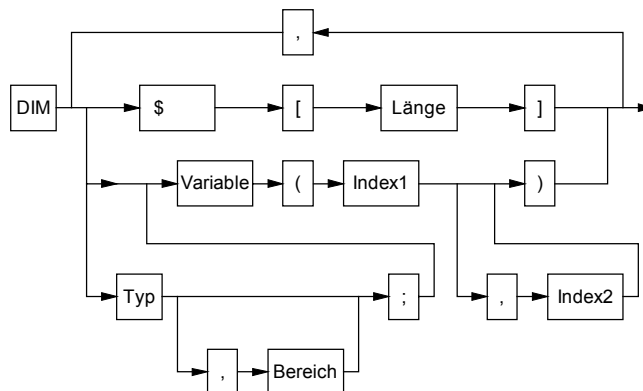 ,
DIM $ [ Länge ]
Variable ( Index1 )
Typ ; , Index2
, Bereich